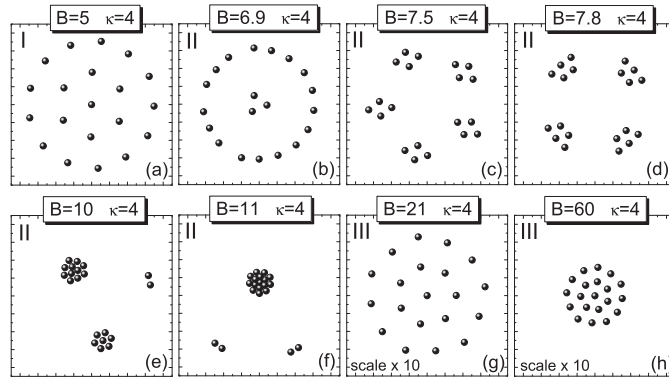 B=5 κ=4
I
(a)
B=6.9 κ=4
II
(b)
B=7.5 κ=4
II
(c)
B=7.8 κ=4
II
(d)
B=10 κ=4
II
(e)
B=11 κ=4
II
(f)
B=21 κ=4
III
scale x 10
(g)
B=60 κ=4
III
scale x 10
(h)